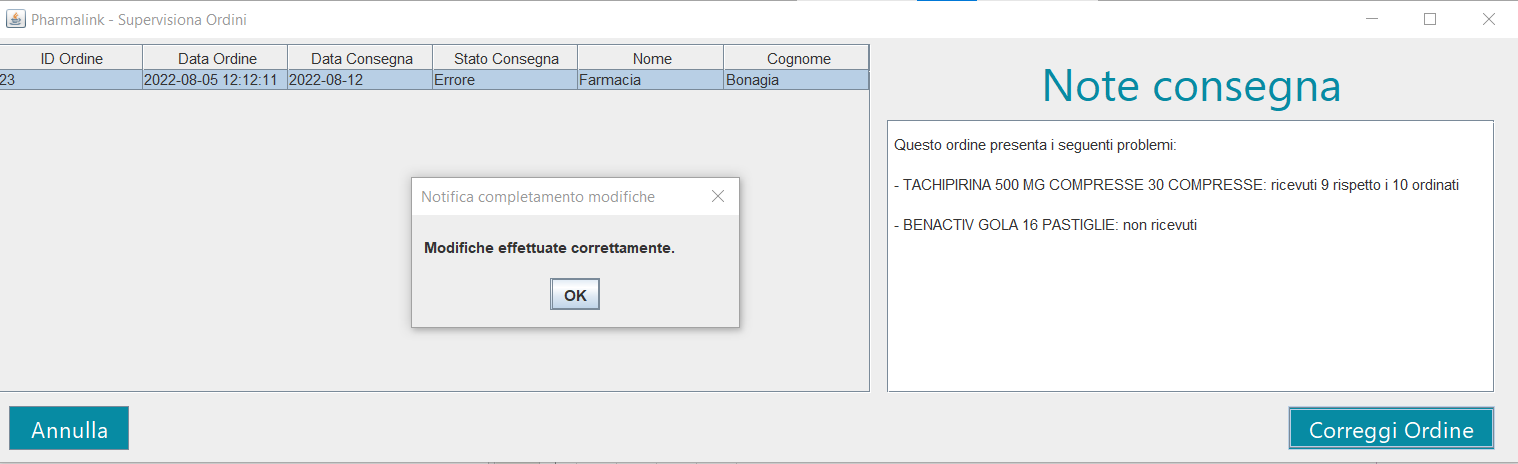 Pharmalink - Supervisiona Ordini
ID Ordine Data Ordine Data Consegna Stato Consegna Nome Cognome
23 2022-08-05 12:12:11 2022-08-12 Errore Farmacia Bonagia
Note consegna
Questo ordine presenta i seguenti problemi:
- TACHIPIRINA 500 MG COMPRESSE 30 COMPRESSE: ricevuti 9 rispetto i 10 ordinati
- BENACTIV GOLA 16 PASTIGLIE: non ricevuti
Notifica completamento modifiche
Modifiche effettuate correttamente.
OK
Annulla
Correggi Ordine